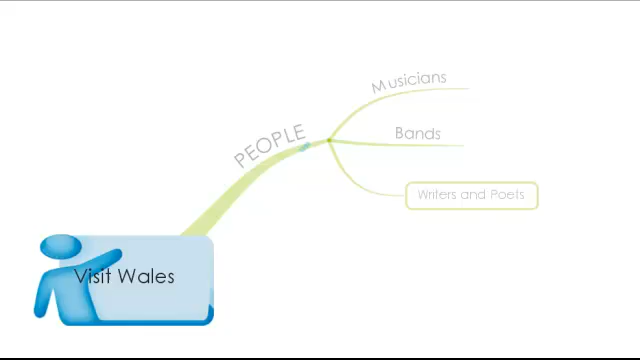 Musicians
PEOPLE
Bands
Writers and Poets
Visit Wales